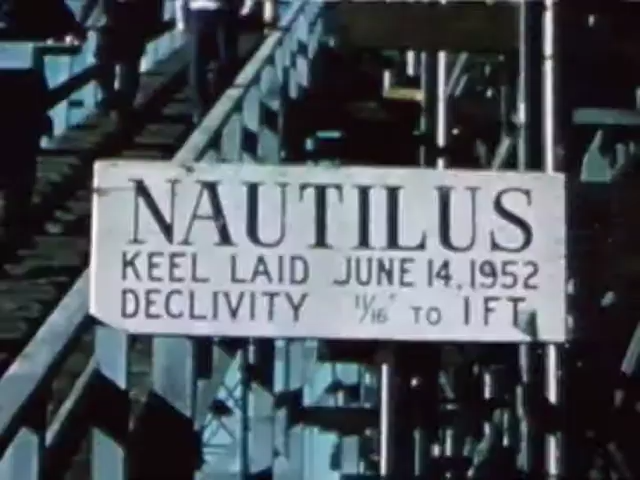 NAUTILUS
KEEL LAID JUNE 14, 1952
DECLIVITY 11/16" TO 1 FT.